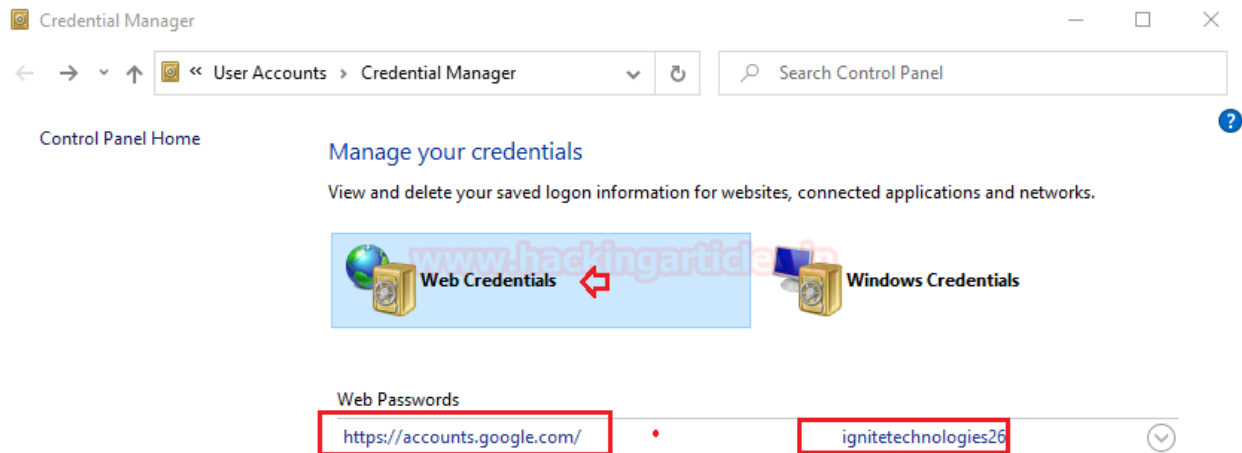 Credential Manager
« User Accounts › Credential Manager
Search Control Panel
Control Panel Home
?
Manage your credentials
View and delete your saved logon information for websites, connected applications and networks.
www.hackingarticles.in
Web Credentials
Windows Credentials
Web Passwords
https://accounts.google.com/ ignitetechnologies26